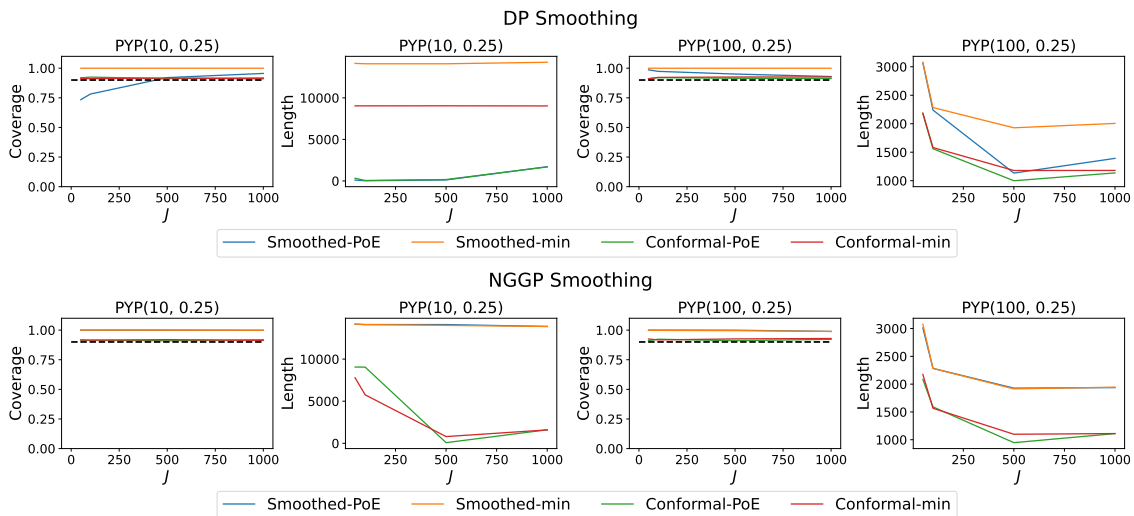 DP Smoothing
PYP(10, 0.25)
PYP(10, 0.25)
PYP(100, 0.25)
PYP(100, 0.25)
Coverage
1.00
0.75
0.50
0.25
0.00
0 250 500 750 1000
J
Length
10000
5000
0
250 500 750 1000
J
Coverage
1.00
0.75
0.50
0.25
0.00
0 250 500 750 1000
J
Length
3000
2500
2000
1500
1000
250 500 750 1000
J
Smoothed-PoE Smoothed-min Conformal-PoE Conformal-min
NGGP Smoothing
PYP(10, 0.25)
PYP(10, 0.25)
PYP(100, 0.25)
PYP(100, 0.25)
Coverage
1.00
0.75
0.50
0.25
0.00
0 250 500 750 1000
J
Length
10000
5000
0
250 500 750 1000
J
Coverage
1.00
0.75
0.50
0.25
0.00
0 250 500 750 1000
J
Length
3000
2500
2000
1500
1000
250 500 750 1000
J
Smoothed-PoE Smoothed-min Conformal-PoE Conformal-min